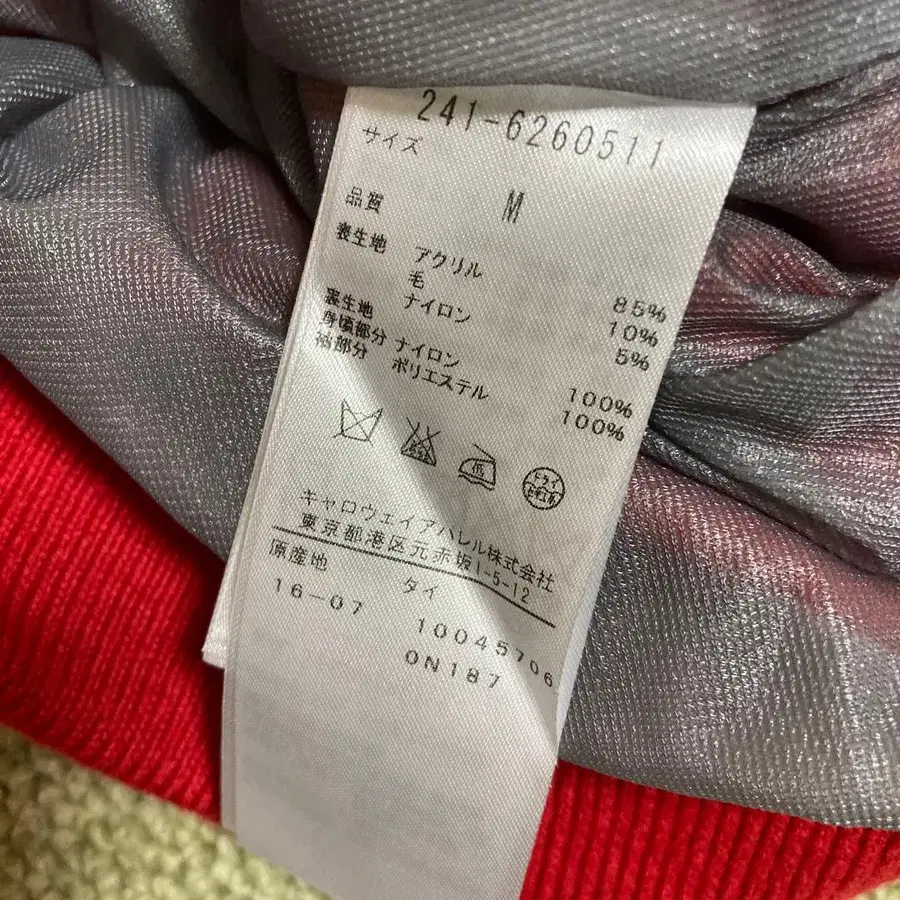 241-6260511
サイズ
M
品質
表生地 アクリル 85%
毛 10%
ナイロン 5%
裏生地
身頃部分 ナイロン 100%
袖部分 ポリエステル 100%
ドライ
キャロウェイアパレル株式会社
東京都港区元赤坂1-5-12
原産地 タイ
16-07
10045706
0N187